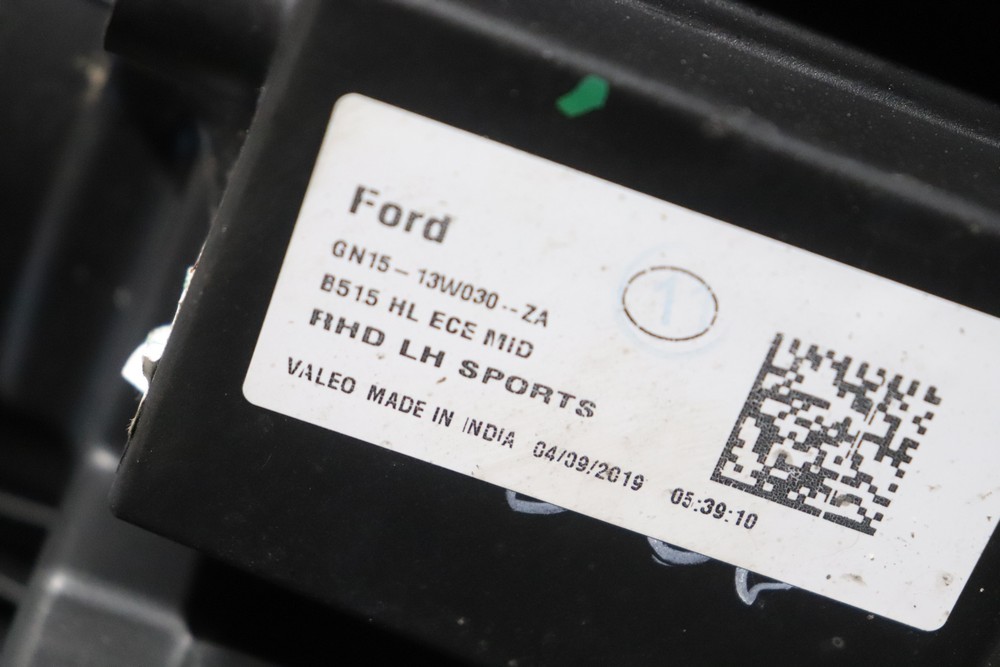 Ford
GN15-13W030--ZA
B515 HL ECE MID
RHD LH SPORTS
VALEO MADE IN INDIA 04/09/2019 05:39:10
1